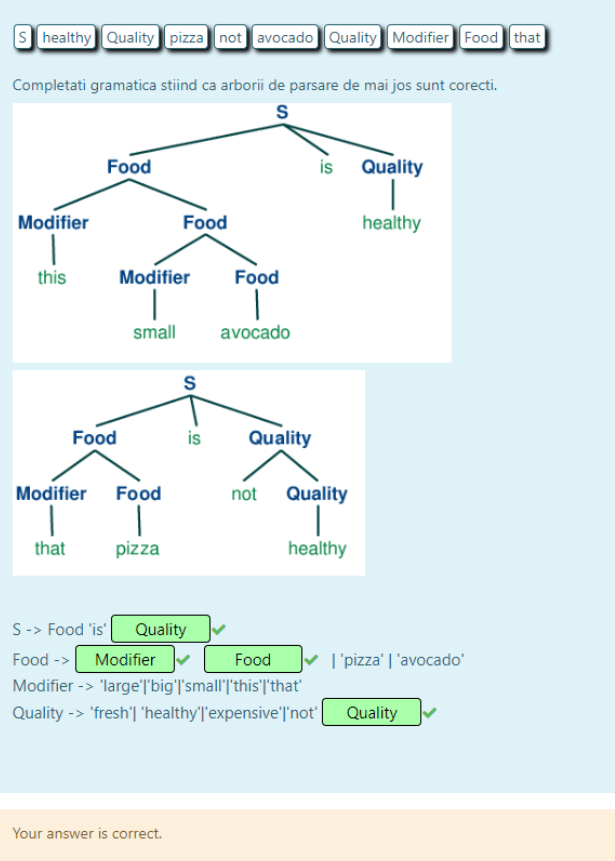 S healthy Quality pizza not avocado Quality Modifier Food that
Completati gramatica stiind ca arborii de parsare de mai jos sunt corecti.
S
Food is Quality
Modifier Food healthy
this Modifier Food
small avocado
S
Food is Quality
Modifier Food not Quality
that pizza healthy
S -> Food 'is' Quality
Food -> Modifier Food | 'pizza' | 'avocado'
Modifier -> 'large'|'big'|'small'|'this'|'that'
Quality -> 'fresh'| 'healthy'|'expensive'|'not' Quality
Your answer is correct.